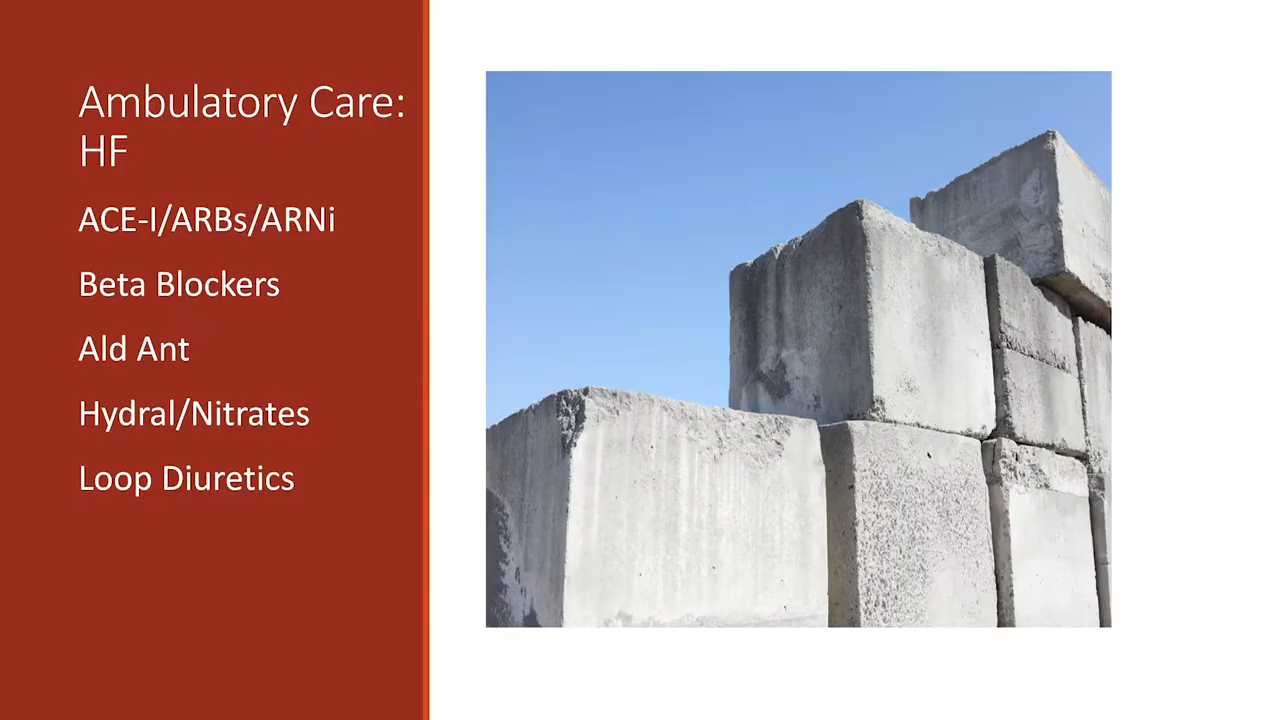 Ambulatory Care:
HF
ACE-I/ARBs/ARNi
Beta Blockers
Ald Ant
Hydral/Nitrates
Loop Diuretics